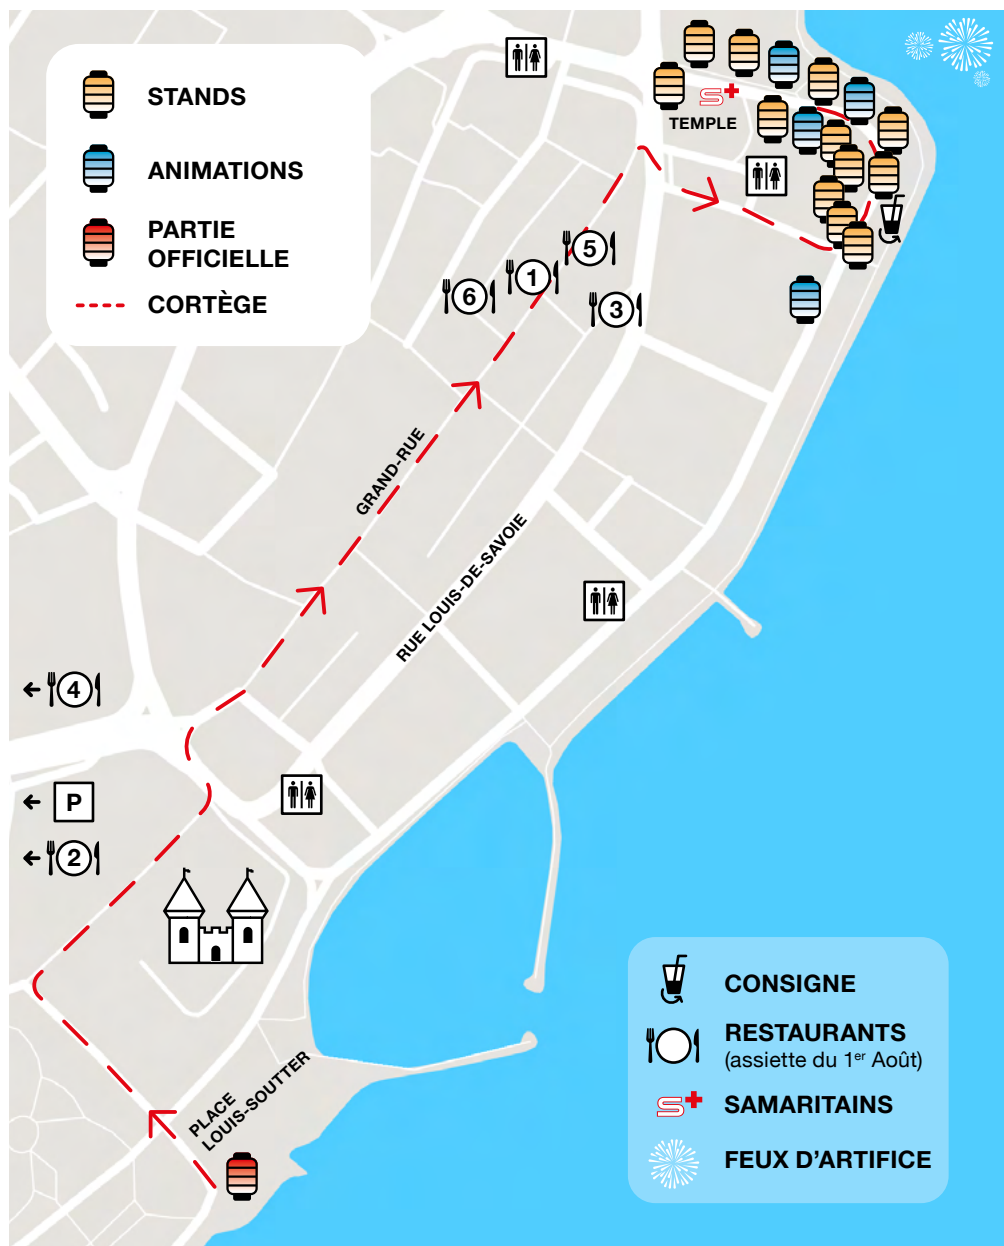 STANDS
ANIMATIONS
PARTIE
OFFICIELLE
CORTÈGE
S+
TEMPLE
5
1
6
3
GRAND-RUE
RUE LOUIS-DE-SAVOIE
4
P
2
PLACE
LOUIS-SOUTTER
CONSIGNE
RESTAURANTS
(assiette du 1er Août)
S+
SAMARITAINS
FEUX D’ARTIFICE